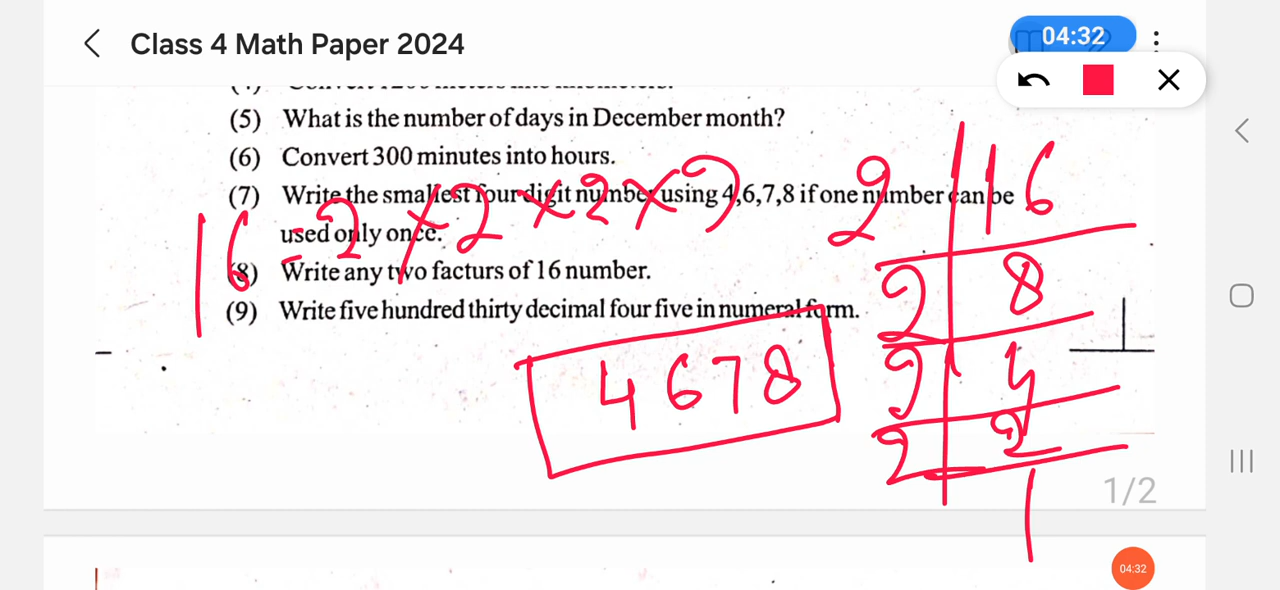 Class 4 Math Paper 2024
04:32
(5) What is the number of days in December month?
(6) Convert 300 minutes into hours.
(7) Write the smallest four digit number using 4,6,7,8 if one number can be
used only once.
(8) Write any two facturs of 16 number.
(9) Write five hundred thirty decimal four five in numeral form.
16 = 2 × 2 × 2 × 2
2 16
2 8
2 4
2 2
1
4678
1/2
04:32